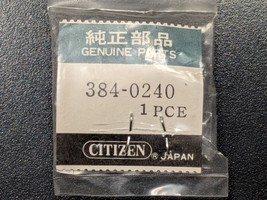 純正部品
GENUINE PARTS
384-0240
1 PCE
CITIZEN ® JAPAN